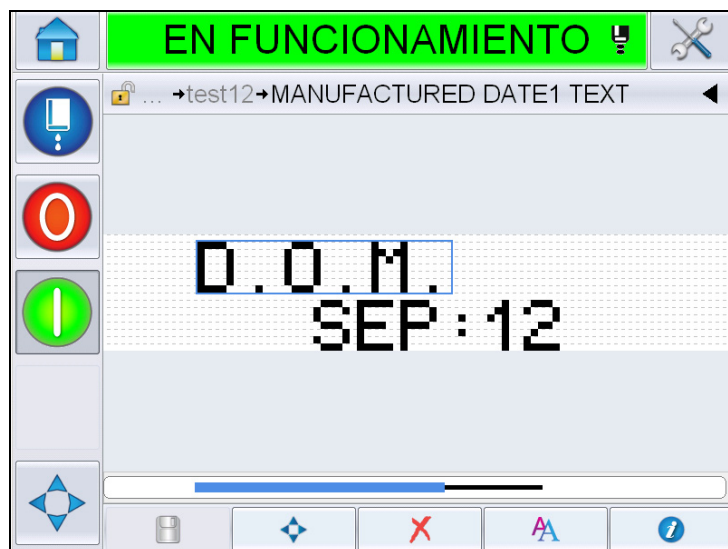 EN FUNCIONAMIENTO
... →test12→MANUFACTURED DATE1 TEXT
D.O.M.
SEP:12